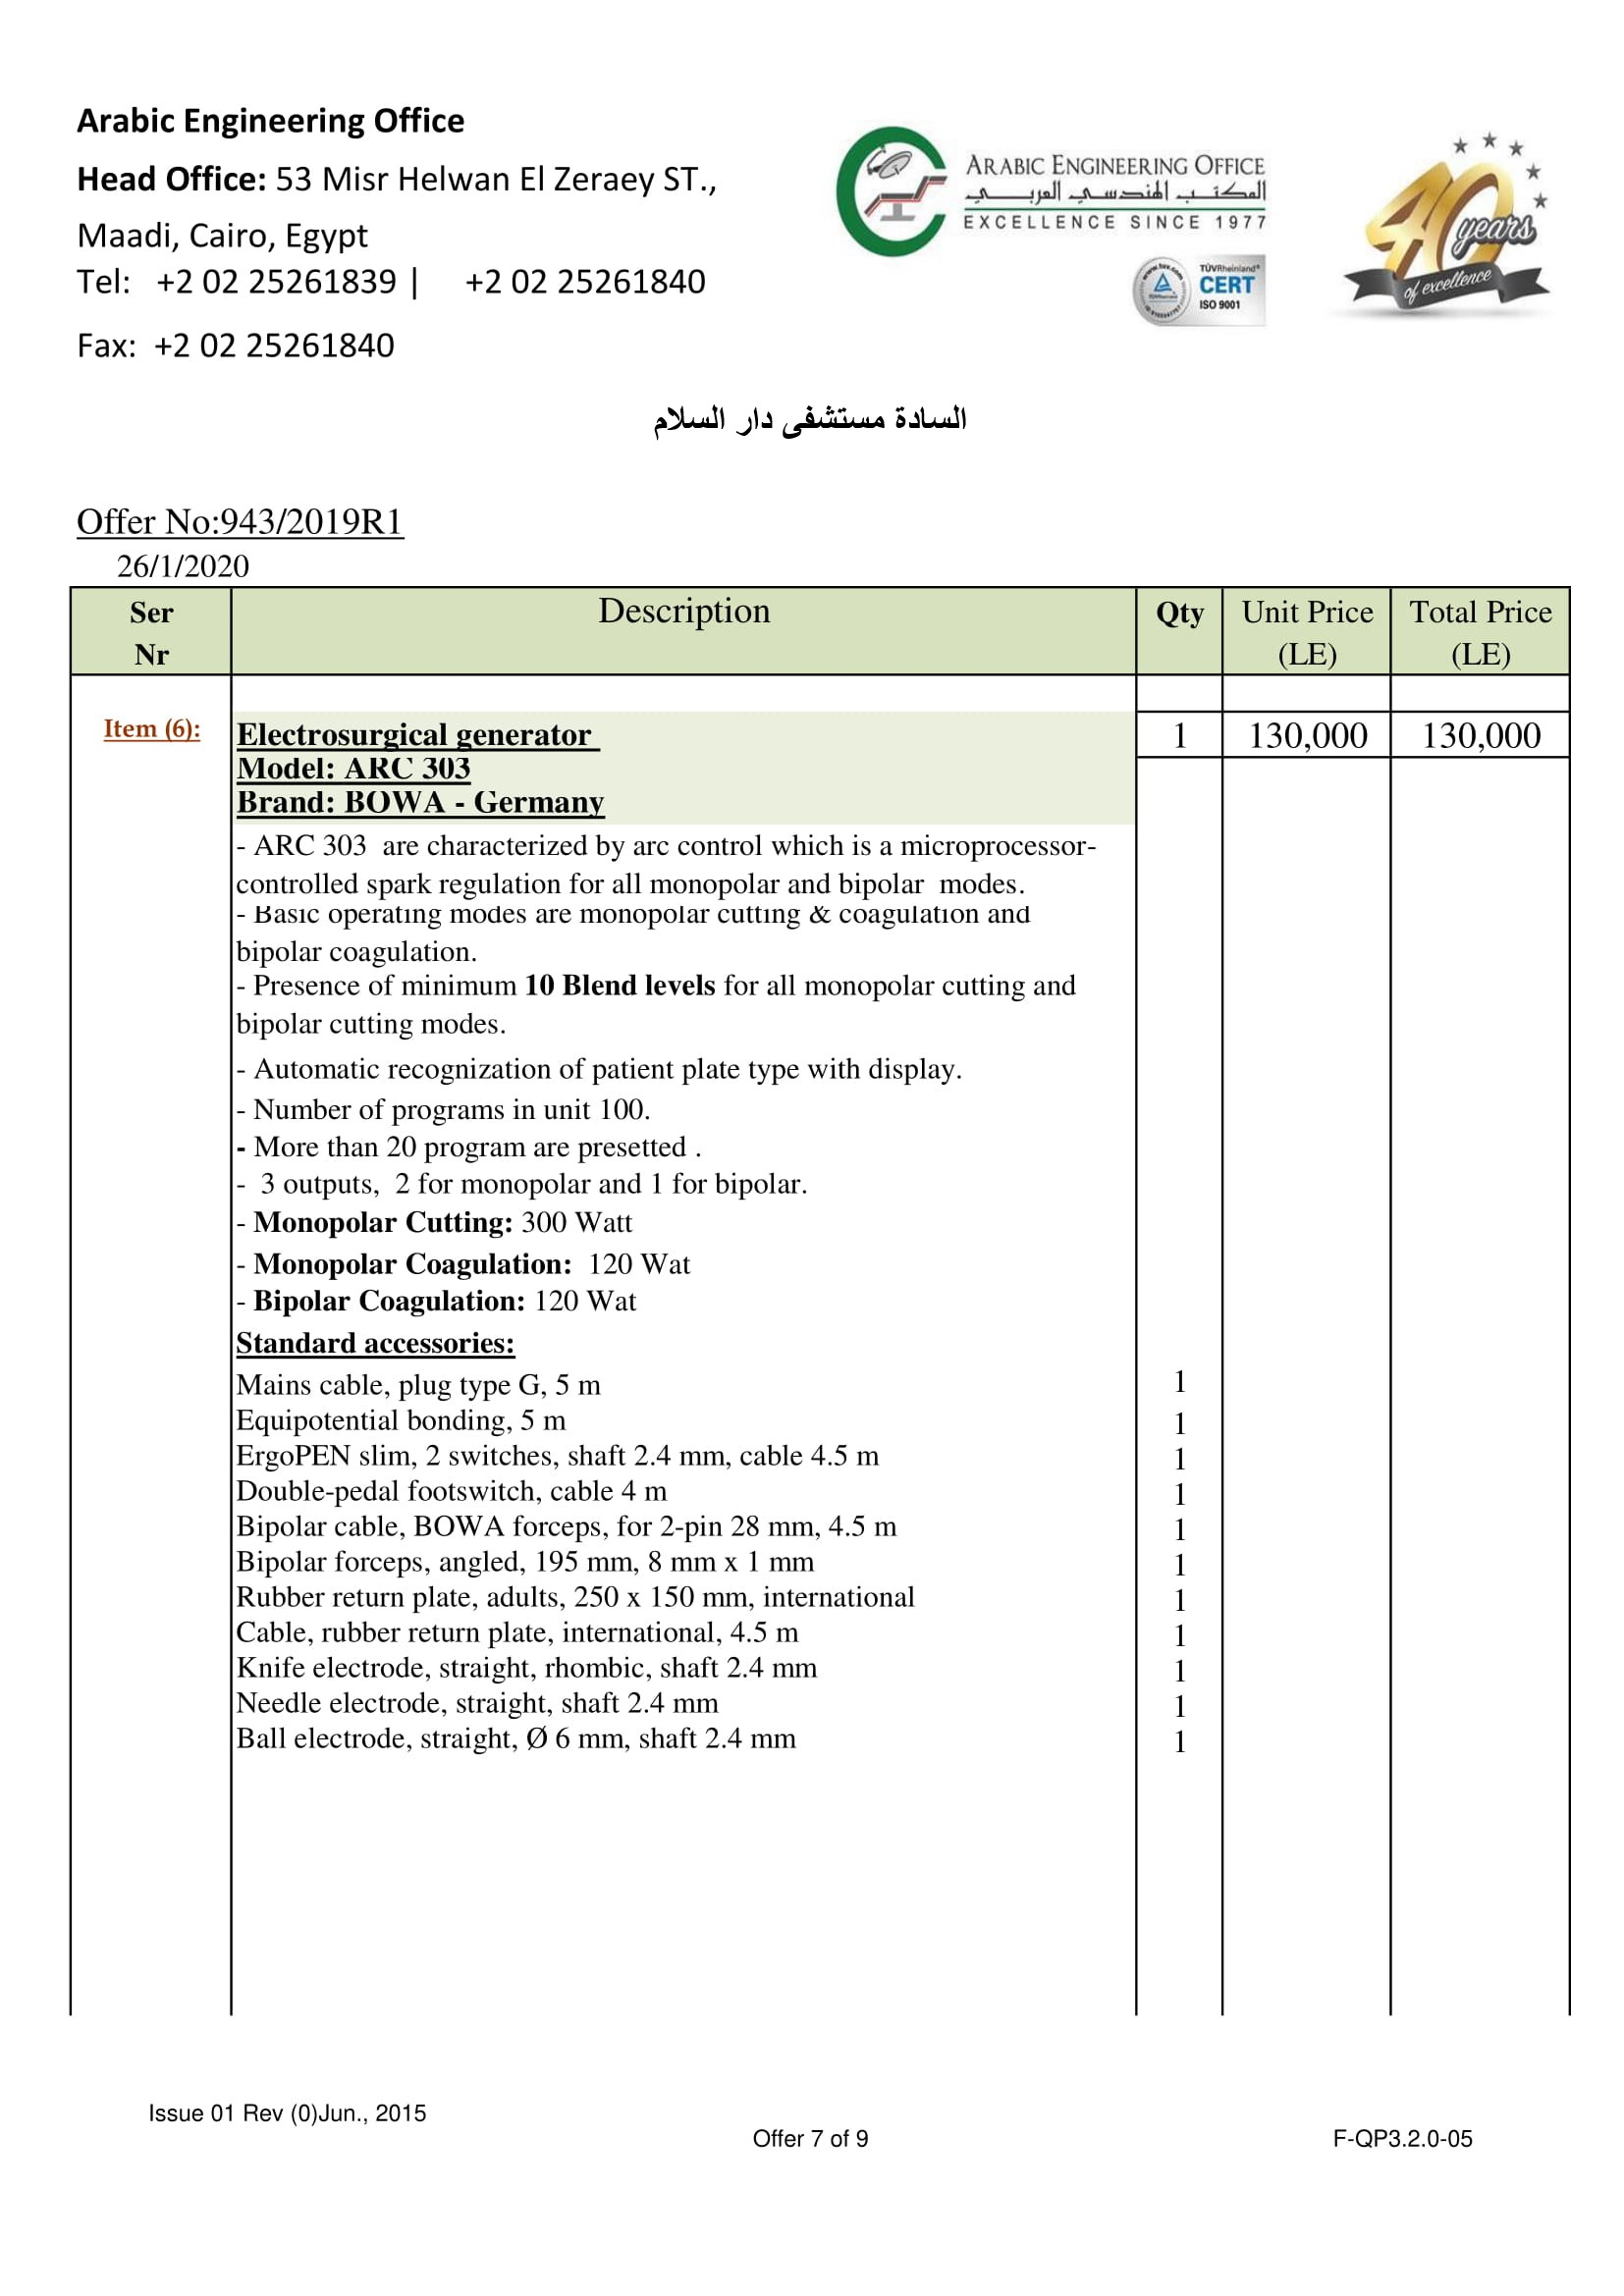 Arabic Engineering Office
Head Office: 53 Misr Helwan El Zeraey ST.,
Maadi, Cairo, Egypt
Tel: +2 02 25261839 | +2 02 25261840
Fax: +2 02 25261840
ARABIC ENGINEERING OFFICE
المكتب الهندسي العربي
EXCELLENCE SINCE 1977
TÜVRheinland®
CERT
ISO 9001
40 years
of excellence
السادة مستشفى دار السلام
Offer No:943/2019R1
26/1/2020
Ser Nr Description Qty Unit Price (LE) Total Price (LE)
Item (6): Electrosurgical generator 1 130,000 130,000
Model: ARC 303
Brand: BOWA - Germany
- ARC 303 are characterized by arc control which is a microprocessor-
controlled spark regulation for all monopolar and bipolar modes.
- Basic operating modes are monopolar cutting & coagulation and
bipolar coagulation.
- Presence of minimum 10 Blend levels for all monopolar cutting and
bipolar cutting modes.
- Automatic recognization of patient plate type with display.
- Number of programs in unit 100.
- More than 20 program are presetted .
- 3 outputs, 2 for monopolar and 1 for bipolar.
- Monopolar Cutting: 300 Watt
- Monopolar Coagulation: 120 Wat
- Bipolar Coagulation: 120 Wat
Standard accessories:
Mains cable, plug type G, 5 m 1
Equipotential bonding, 5 m 1
ErgoPEN slim, 2 switches, shaft 2.4 mm, cable 4.5 m 1
Double-pedal footswitch, cable 4 m 1
Bipolar cable, BOWA forceps, for 2-pin 28 mm, 4.5 m 1
Bipolar forceps, angled, 195 mm, 8 mm x 1 mm 1
Rubber return plate, adults, 250 x 150 mm, international 1
Cable, rubber return plate, international, 4.5 m 1
Knife electrode, straight, rhombic, shaft 2.4 mm 1
Needle electrode, straight, shaft 2.4 mm 1
Ball electrode, straight, Ø 6 mm, shaft 2.4 mm 1
Issue 01 Rev (0)Jun., 2015
Offer 7 of 9
F-QP3.2.0-05